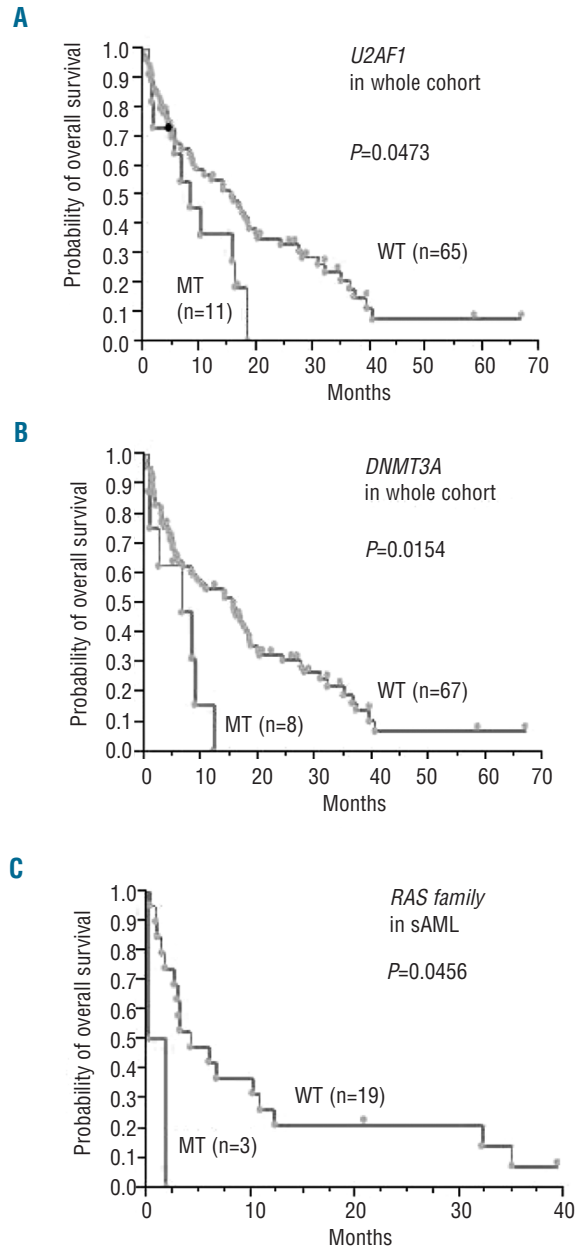 A
U2AF1
in whole cohort
P=0.0473
WT (n=65)
MT
(n=11)
Probability of overall survival
1.0
0.9
0.8
0.7
0.6
0.5
0.4
0.3
0.2
0.1
0.0
0 10 20 30 40 50 60 70
Months
B
DNMT3A
in whole cohort
P=0.0154
WT (n=67)
MT (n=8)
Probability of overall survival
1.0
0.9
0.8
0.7
0.6
0.5
0.4
0.3
0.2
0.1
0.0
0 10 20 30 40 50 60 70
Months
C
RAS family
in sAML
P=0.0456
WT (n=19)
MT (n=3)
Probability of overall survival
1.0
0.9
0.8
0.7
0.6
0.5
0.4
0.3
0.2
0.1
0.0
0 10 20 30 40
Months